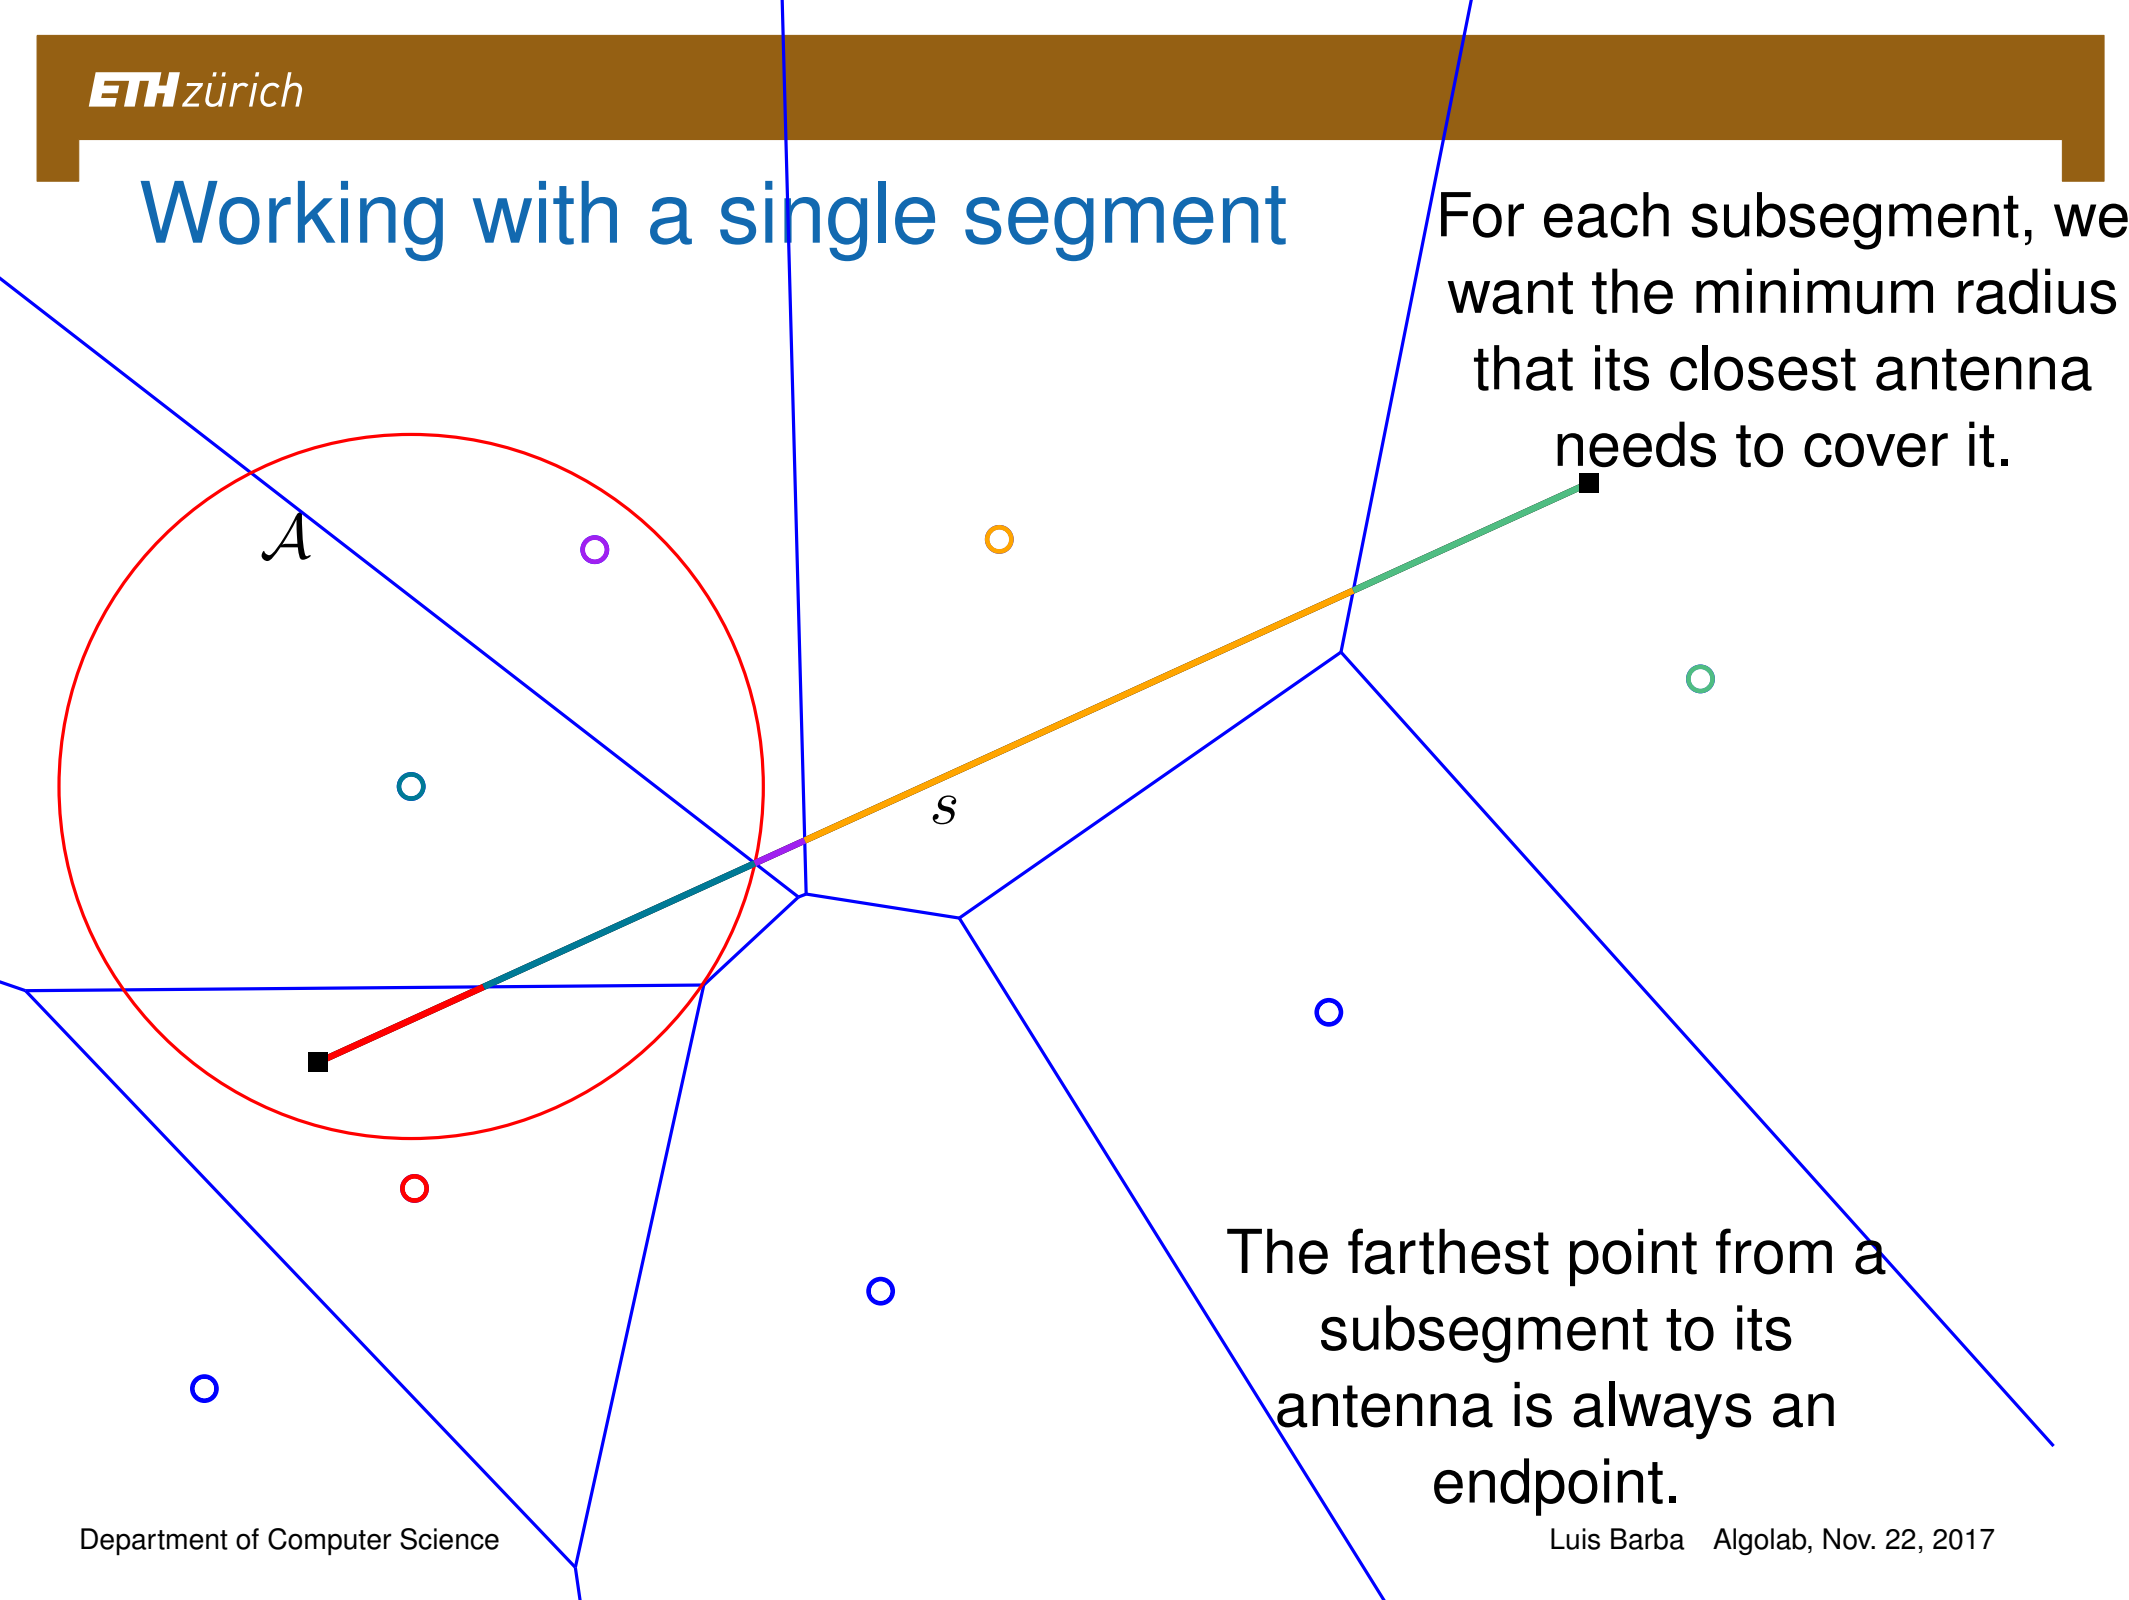 ETH zürich
Working with a single segment
For each subsegment, we
want the minimum radius
that its closest antenna
needs to cover it.
𝒜
s
The farthest point from a
subsegment to its
antenna is always an
endpoint.
Department of Computer Science
Luis Barba Algolab, Nov. 22, 2017